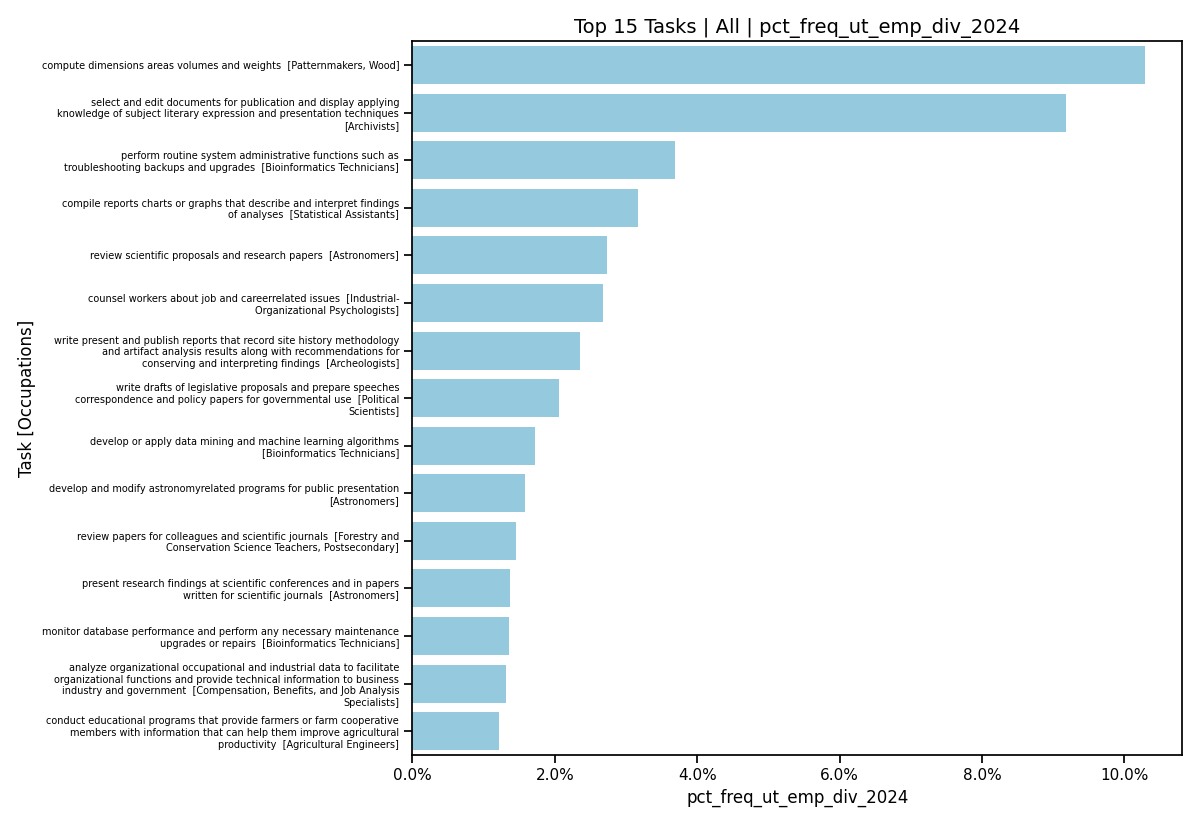 Top 15 Tasks | All | pct_freq_ut_emp_div_2024
compute dimensions areas volumes and weights [Patternmakers, Wood]
select and edit documents for publication and display applying
knowledge of subject literary expression and presentation techniques
[Archivists]
perform routine system administrative functions such as
troubleshooting backups and upgrades [Bioinformatics Technicians]
compile reports charts or graphs that describe and interpret findings
of analyses [Statistical Assistants]
review scientific proposals and research papers [Astronomers]
counsel workers about job and careerrelated issues [Industrial-
Organizational Psychologists]
write present and publish reports that record site history methodology
and artifact analysis results along with recommendations for
conserving and interpreting findings [Archeologists]
write drafts of legislative proposals and prepare speeches
correspondence and policy papers for governmental use [Political
Scientists]
develop or apply data mining and machine learning algorithms
[Bioinformatics Technicians]
develop and modify astronomyrelated programs for public presentation
[Astronomers]
review papers for colleagues and scientific journals [Forestry and
Conservation Science Teachers, Postsecondary]
present research findings at scientific conferences and in papers
written for scientific journals [Astronomers]
monitor database performance and perform any necessary maintenance
upgrades or repairs [Bioinformatics Technicians]
analyze organizational occupational and industrial data to facilitate
organizational functions and provide technical information to business
industry and government [Compensation, Benefits, and Job Analysis
Specialists]
conduct educational programs that provide farmers or farm cooperative
members with information that can help them improve agricultural
productivity [Agricultural Engineers]
Task [Occupations]
0.0% 2.0% 4.0% 6.0% 8.0% 10.0%
pct_freq_ut_emp_div_2024